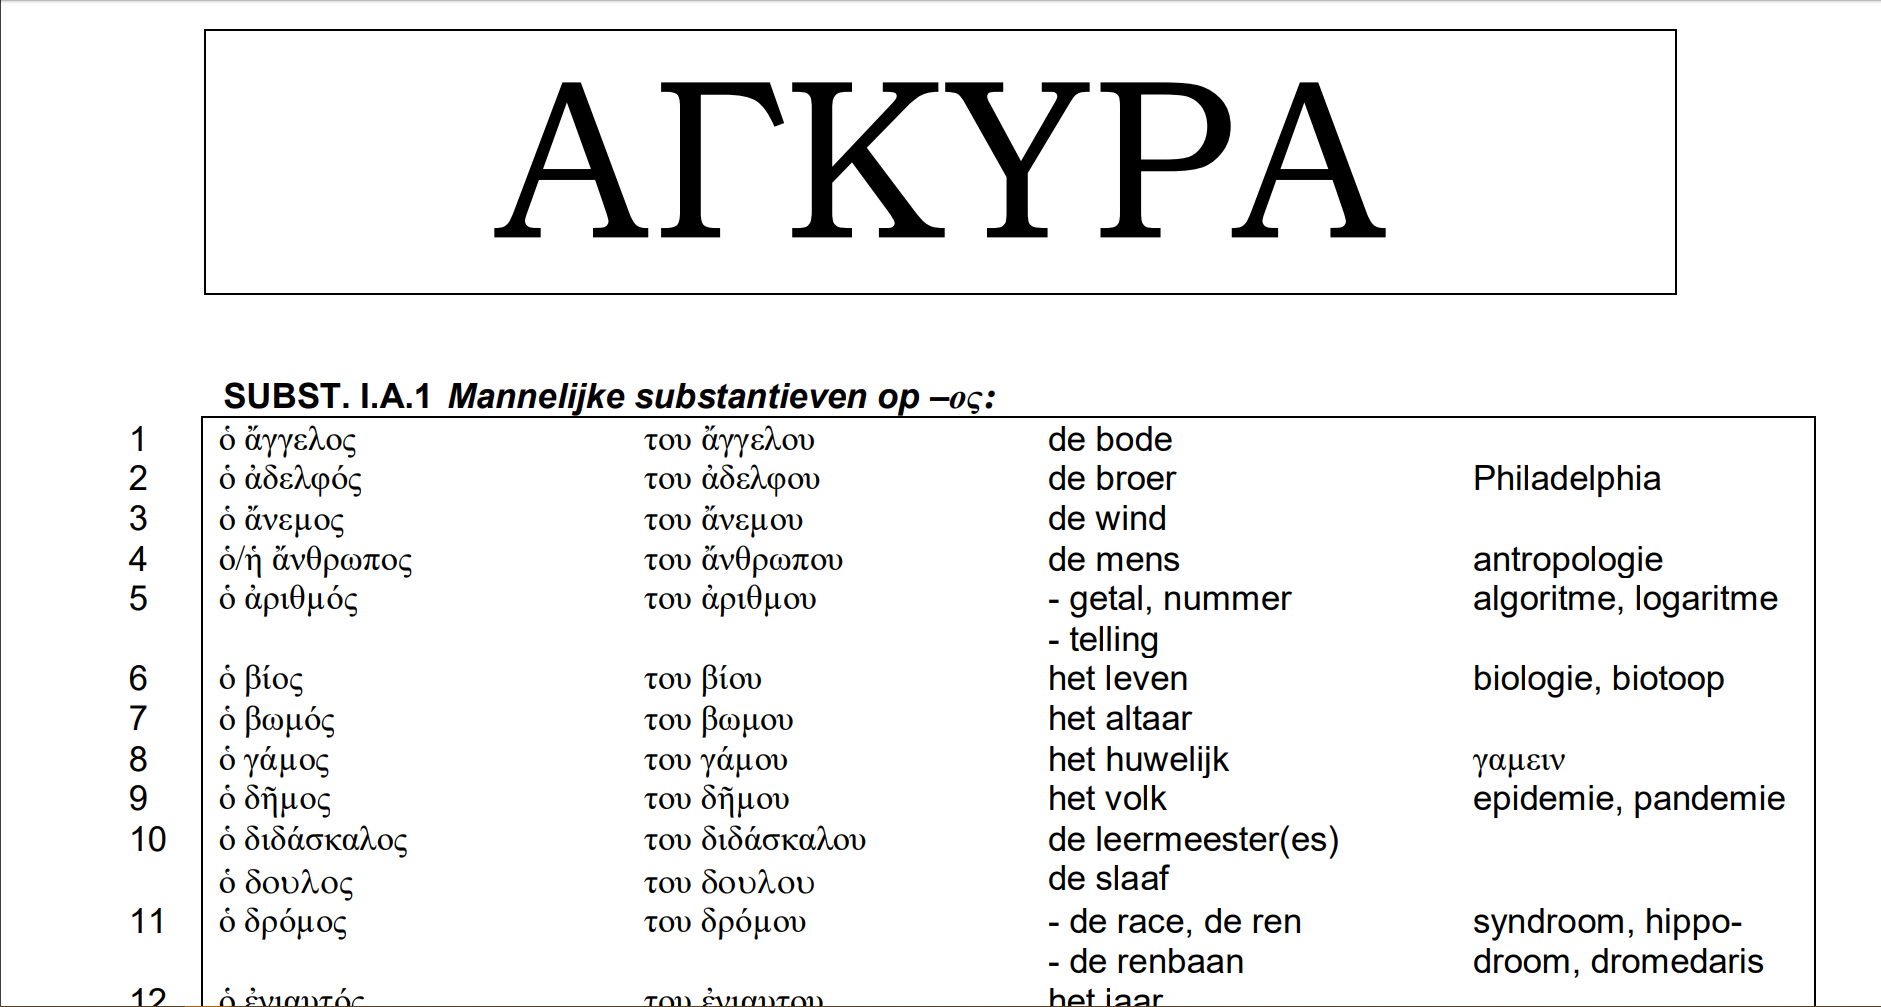 ΑΓΚΥΡΑ
SUBST. I.A.1 Mannelijke substantieven op –ος:
1 ὁ ἄγγελος του ἄγγελου de bode
2 ὁ ἀδελφός του ἀδελφου de broer Philadelphia
3 ὁ ἄνεμος του ἄνεμου de wind
4 ὁ/ἡ ἄνθρωπος του ἄνθρωπου de mens antropologie
5 ὁ ἀριθμός του ἀριθμου - getal, nummer algoritme, logaritme
- telling
6 ὁ βίος του βίου het leven biologie, biotoop
7 ὁ βωμός του βωμου het altaar
8 ὁ γάμος του γάμου het huwelijk γαμειν
9 ὁ δῆμος του δῆμου het volk epidemie, pandemie
10 ὁ διδάσκαλος του διδάσκαλου de leermeester(es)
ὁ δουλος του δουλου de slaaf
11 ὁ δρόμος του δρόμου - de race, de ren syndroom, hippo-
- de renbaan droom, dromedaris
12 ὁ ἐνιαυτός του ἐνιαυτου het jaar